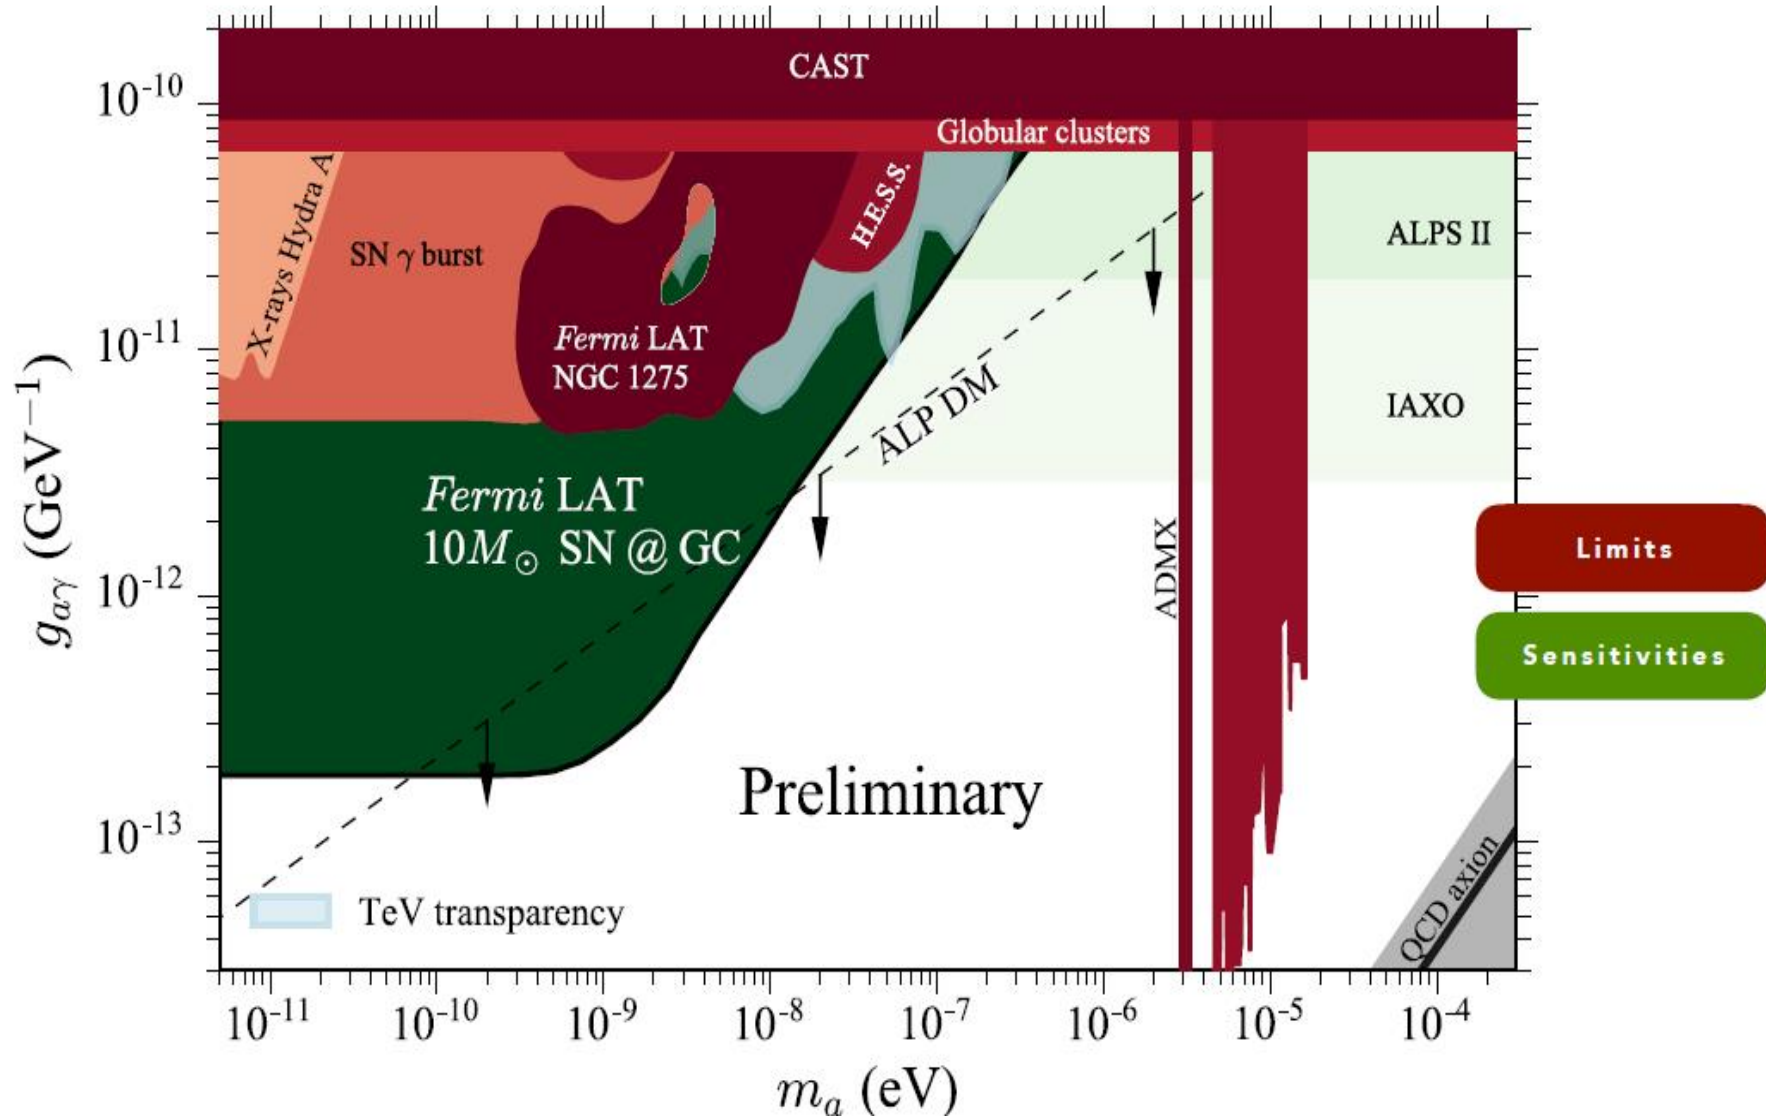 CAST
Globular clusters
X-rays Hydra A
SN γ burst
H.E.S.S.
ALPS II
Fermi LAT
NGC 1275
IAXO
ALP DM
Fermi LAT
10M⊙ SN @ GC
ADMX
Limits
Sensitivities
Preliminary
QCD axion
TeV transparency
10⁻¹⁰
10⁻¹¹
10⁻¹²
10⁻¹³
gₐᵧ (GeV⁻¹)
10⁻¹¹ 10⁻¹⁰ 10⁻⁹ 10⁻⁸ 10⁻⁷ 10⁻⁶ 10⁻⁵ 10⁻⁴
mₐ (eV)